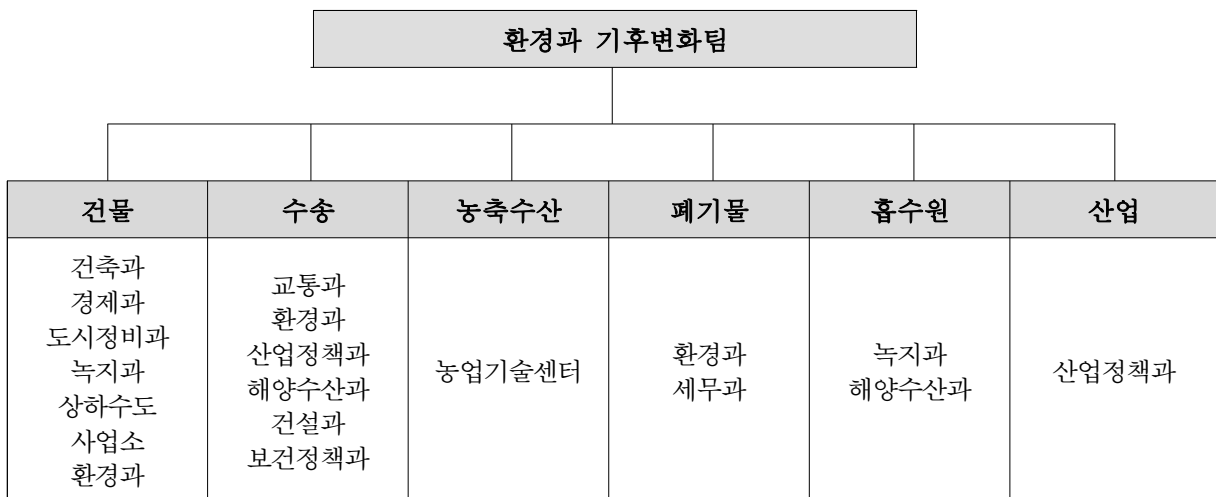 환경과 기후변화팀
건물
수송
농축수산
폐기물
흡수원
산업
건축과
경제과
도시정비과
녹지과
상하수도
사업소
환경과
교통과
환경과
산업정책과
해양수산과
건설과
보건정책과
농업기술센터
환경과
세무과
녹지과
해양수산과
산업정책과